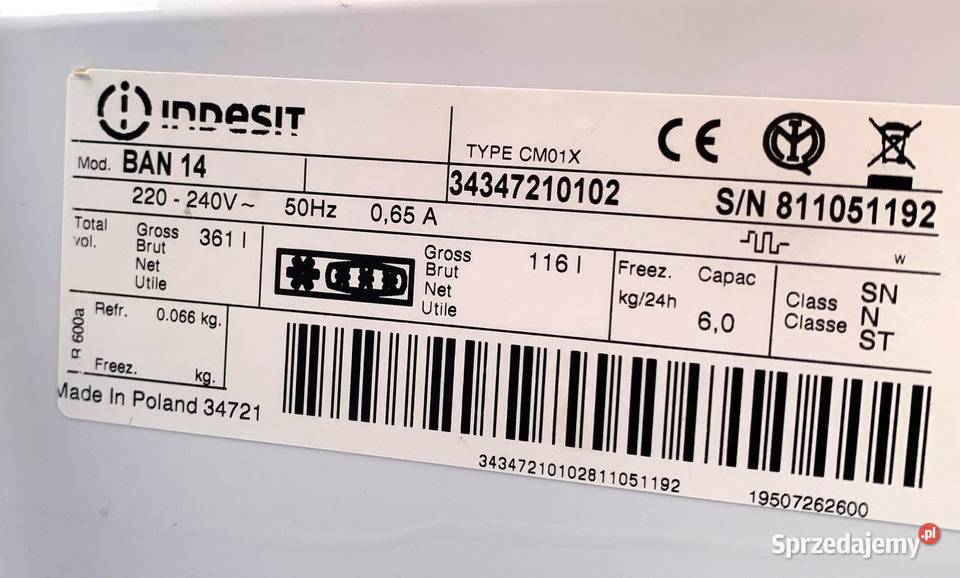 INDESIT
Mod. BAN 14
TYPE CM01X
34347210102
S/N 811051192
220 - 240V ~ 50Hz 0,65 A
W
Total vol.
Gross 361 l
Brut
Net
Utile
Gross 116 l
Brut
Net
Utile
Freez. Capac
kg/24h 6,0
Class SN
Classe N
ST
R 600a
Refr. 0.066 kg.
Freez. kg.
Made In Poland 34721
34347210102811051192
19507262600
Sprzedajemy.pl